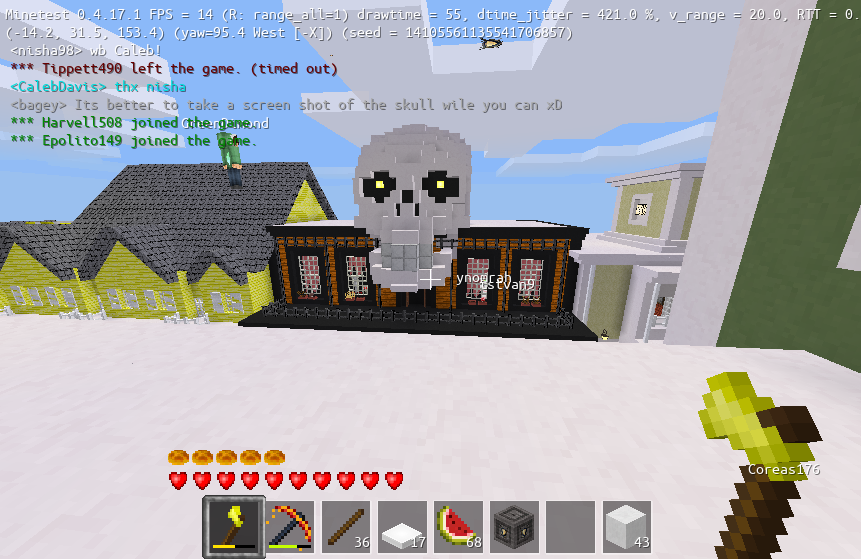 Minetest 0.4.17.1 FPS = 14 (R: range_all=1) drawtime = 55, dtime_jitter = 421.0 %, v_range = 20.0, RTT = 0.
(-14.2, 31.5, 153.4) (yaw=95.4 West [-X]) (seed = 14105561135541706857)
<nisha98> wb Caleb!
*** Tippett490 left the game. (timed out)
<CalebDavis> thx nisha
<bagey> Its better to take a screen shot of the skull wile you can xD
*** Harvell508 joined the game.
*** Epolito149 joined the game.
Coreas176
36
17
68
43